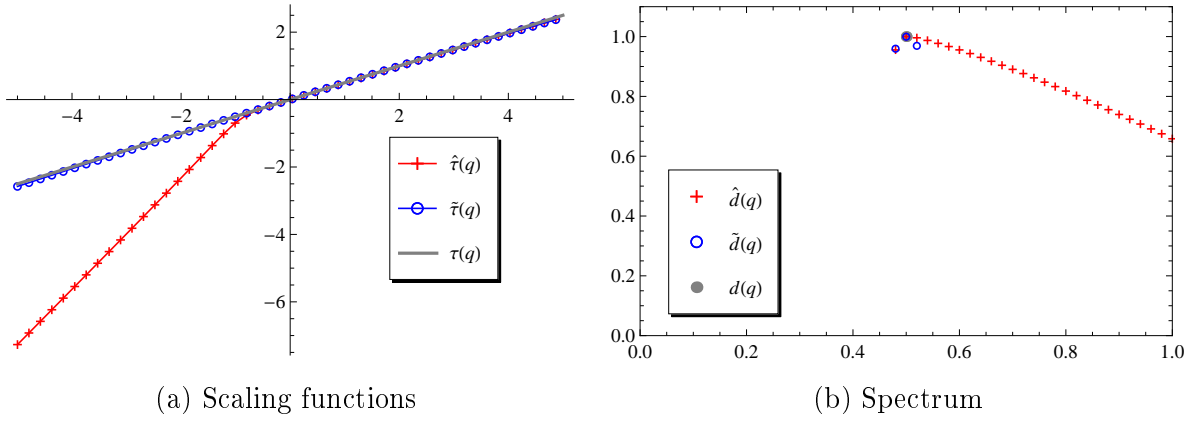 2
−4
−2
2
4
−2
−4
−6
τ̂(q)
τ̃(q)
τ(q)
1.0
0.8
0.6
0.4
0.2
0.0
0.0
0.2
0.4
0.6
0.8
1.0
d̂(q)
d̃(q)
d(q)
(a) Scaling functions
(b) Spectrum